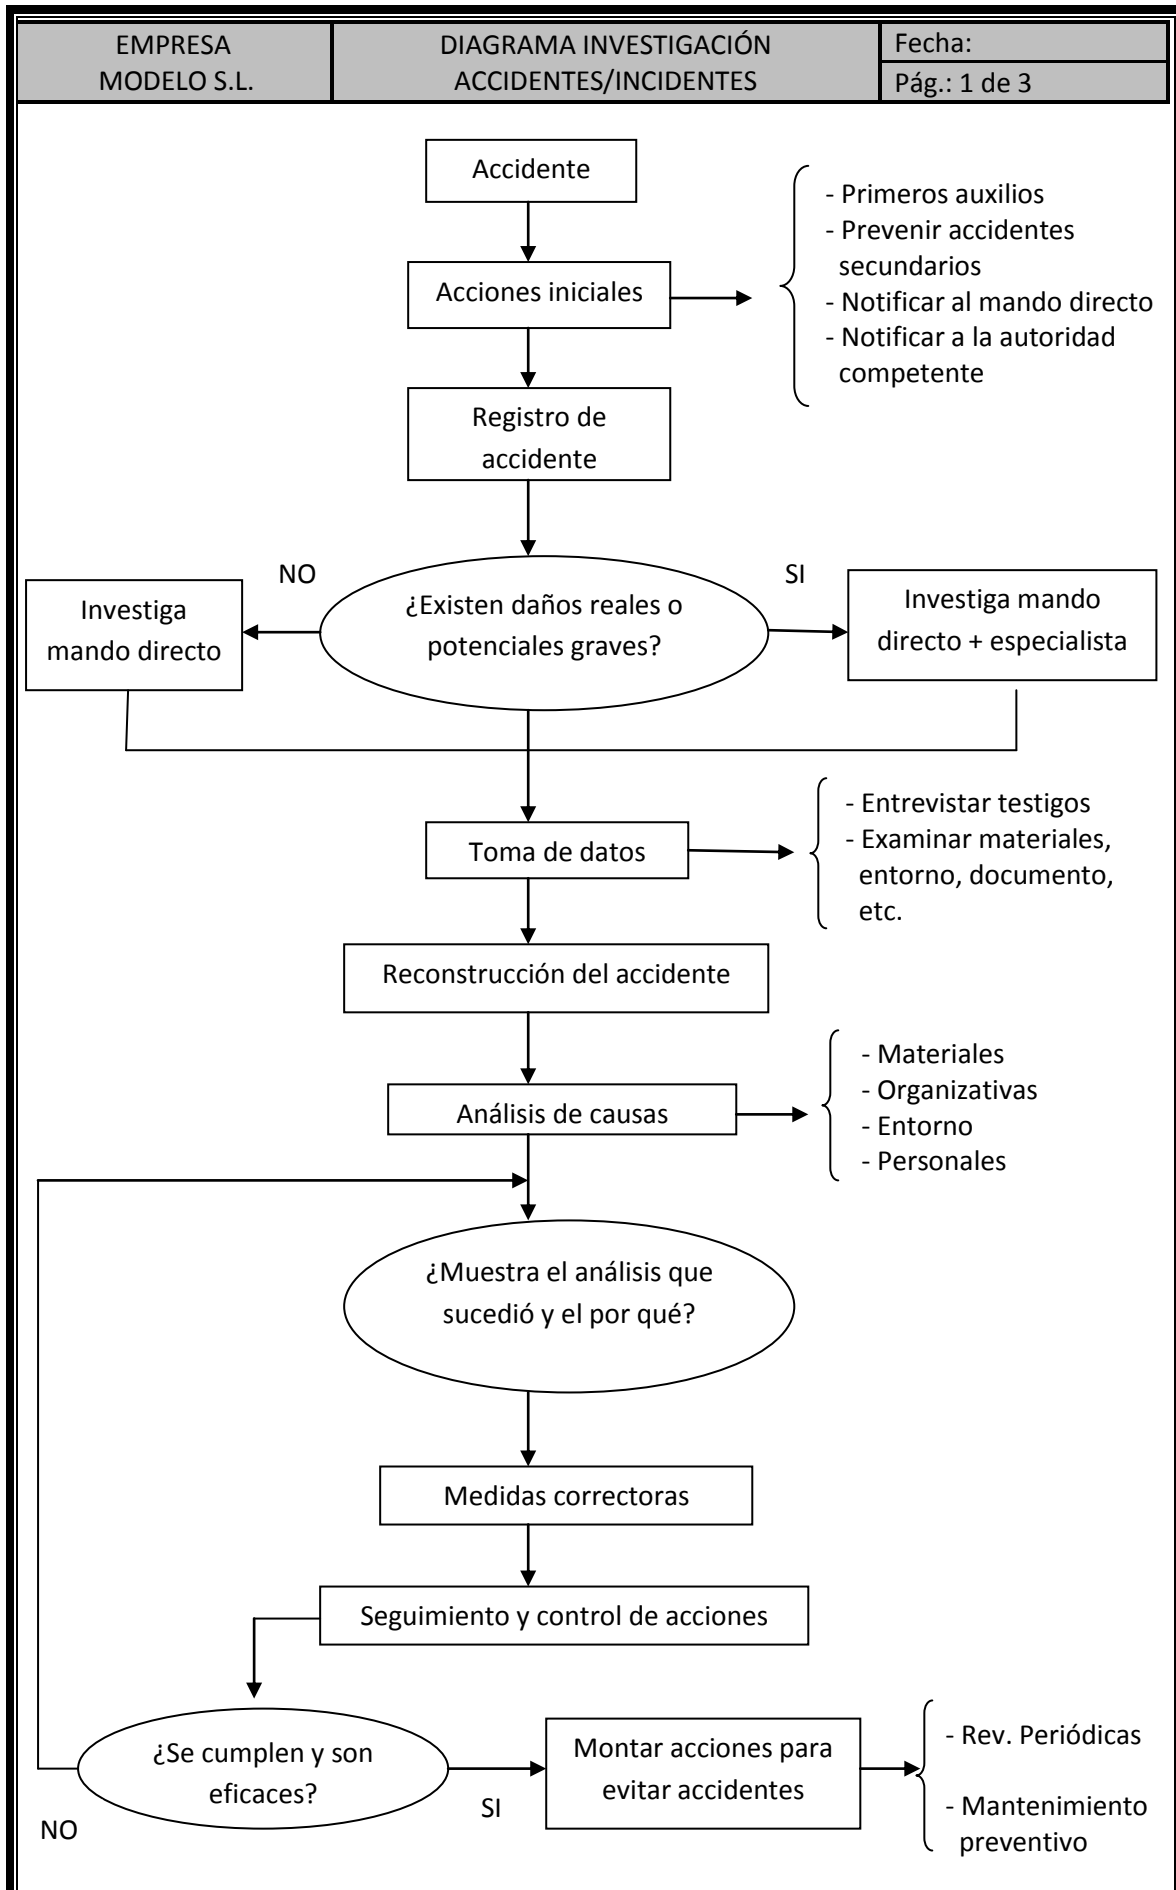 EMPRESA
MODELO S.L.
DIAGRAMA INVESTIGACIÓN
ACCIDENTES/INCIDENTES
Fecha:
Pág.: 1 de 3
Accidente
- Primeros auxilios
- Prevenir accidentes
secundarios
- Notificar al mando directo
- Notificar a la autoridad
competente
Acciones iniciales
Registro de
accidente
NO
SI
¿Existen daños reales o
potenciales graves?
Investiga
mando directo
Investiga mando
directo + especialista
Toma de datos
- Entrevistar testigos
- Examinar materiales,
entorno, documento,
etc.
Reconstrucción del accidente
Análisis de causas
- Materiales
- Organizativas
- Entorno
- Personales
¿Muestra el análisis que
sucedió y el por qué?
Medidas correctoras
Seguimiento y control de acciones
¿Se cumplen y son
eficaces?
NO
SI
Montar acciones para
evitar accidentes
- Rev. Periódicas
- Mantenimiento
preventivo